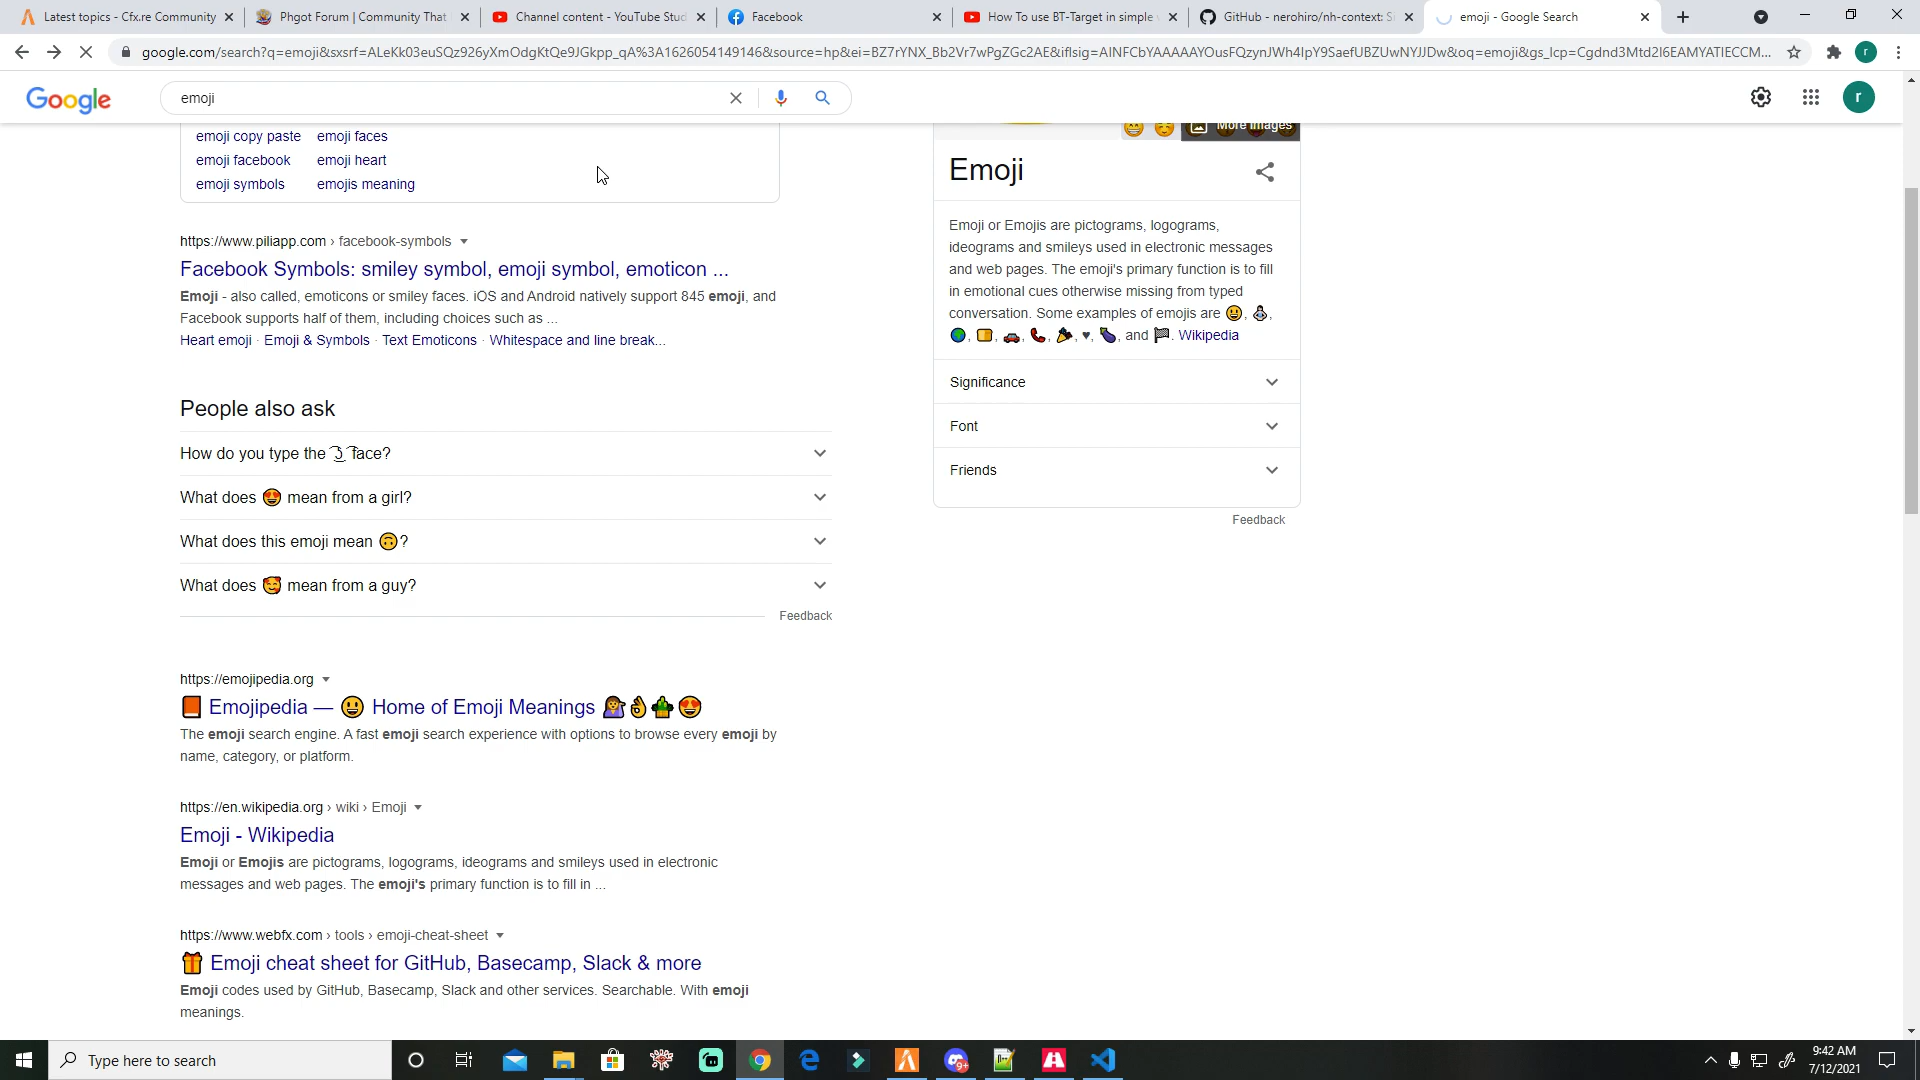 Latest topics - Cfx.re Community
Phgot Forum | Community That
Channel content - YouTube Stud
Facebook
How To use BT-Target in simple
GitHub - nerohiro/nh-context: S
emoji - Google Search
google.com/search?q=emoji&sxsrf=ALeKk03euSQz926yXmOdgKtQe9JGkpp_qA%3A1626054149146&source=hp&ei=BZ7rYNX_Bb2Vr7wPgZGc2AE&iflsig=AINFCbYAAAAAYOusFQzynJWh4IpY9SaefUBZUwNYJJDw&oq=emoji&gs_lcp=Cgdnd3Mtd2l6EAMYATIECCM...
Google
emoji
r
emoji copy paste emoji faces
emoji facebook emoji heart
emoji symbols emojis meaning
https://www.piliapp.com › facebook-symbols
Facebook Symbols: smiley symbol, emoji symbol, emoticon ...
Emoji - also called, emoticons or smiley faces. iOS and Android natively support 845 emoji, and
Facebook supports half of them, including choices such as ...
Heart emoji · Emoji & Symbols · Text Emoticons · Whitespace and line break...
People also ask
How do you type the ͡° ͜ʖ ͡° face?
What does 😍 mean from a girl?
What does this emoji mean 🙃?
What does 🥰 mean from a guy?
Feedback
https://emojipedia.org
📙 Emojipedia — 😃 Home of Emoji Meanings 💁👌🎍😍
The emoji search engine. A fast emoji search experience with options to browse every emoji by
name, category, or platform.
https://en.wikipedia.org › wiki › Emoji
Emoji - Wikipedia
Emoji or Emojis are pictograms, logograms, ideograms and smileys used in electronic
messages and web pages. The emoji's primary function is to fill in ...
https://www.webfx.com › tools › emoji-cheat-sheet
🎁 Emoji cheat sheet for GitHub, Basecamp, Slack & more
Emoji codes used by GitHub, Basecamp, Slack and other services. Searchable. With emoji
meanings.
More images
Emoji
Emoji or Emojis are pictograms, logograms,
ideograms and smileys used in electronic messages
and web pages. The emoji's primary function is to fill
in emotional cues otherwise missing from typed
conversation. Some examples of emojis are 😃, 🧘,
🌍, 🍞, 🚗, 📞, 🎉, ♥, 🍆, and 🏁. Wikipedia
Significance
Font
Friends
Feedback
Type here to search
9+
9:42 AM
7/12/2021